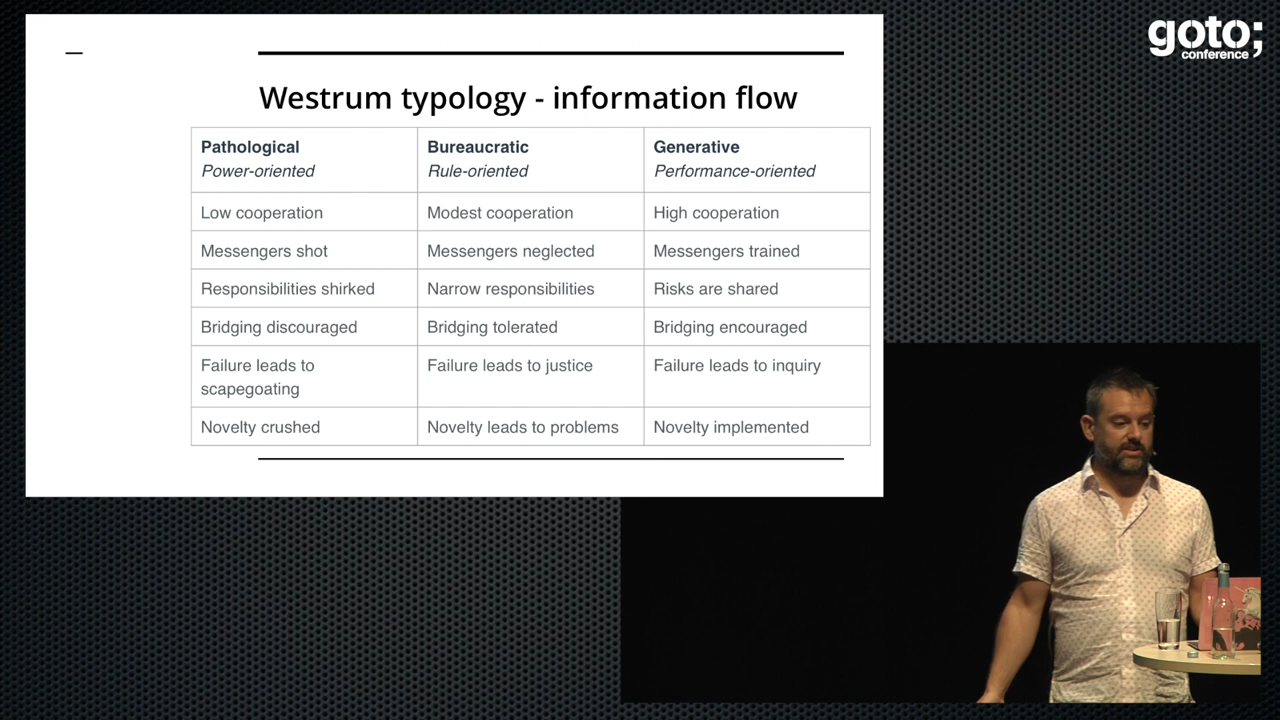 goto;
conference
Westrum typology - information flow
Pathological Bureaucratic Generative
Power-oriented Rule-oriented Performance-oriented
Low cooperation Modest cooperation High cooperation
Messengers shot Messengers neglected Messengers trained
Responsibilities shirked Narrow responsibilities Risks are shared
Bridging discouraged Bridging tolerated Bridging encouraged
Failure leads to scapegoating Failure leads to justice Failure leads to inquiry
Novelty crushed Novelty leads to problems Novelty implemented